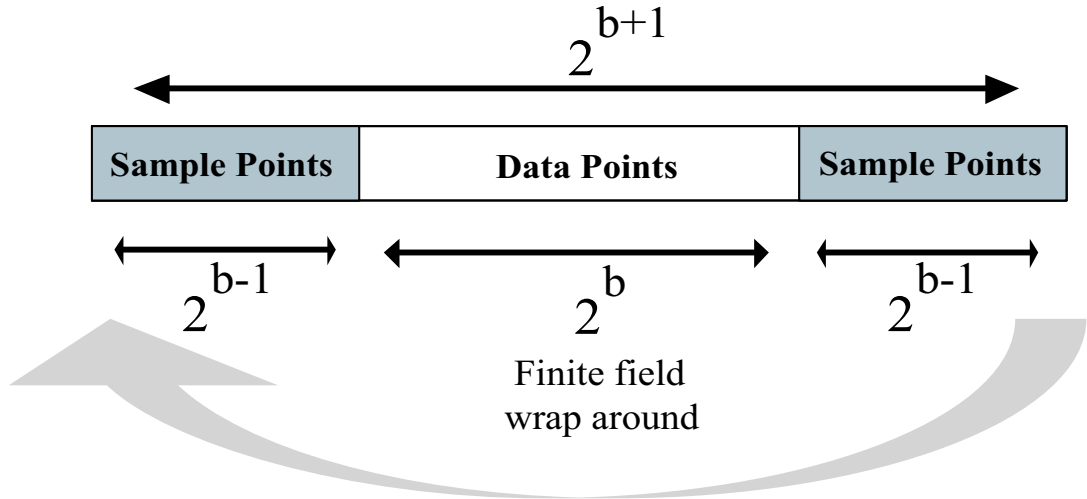 2^{b+1}
Sample Points Data Points Sample Points
2^{b-1} 2^{b} 2^{b-1}
Finite field
wrap around